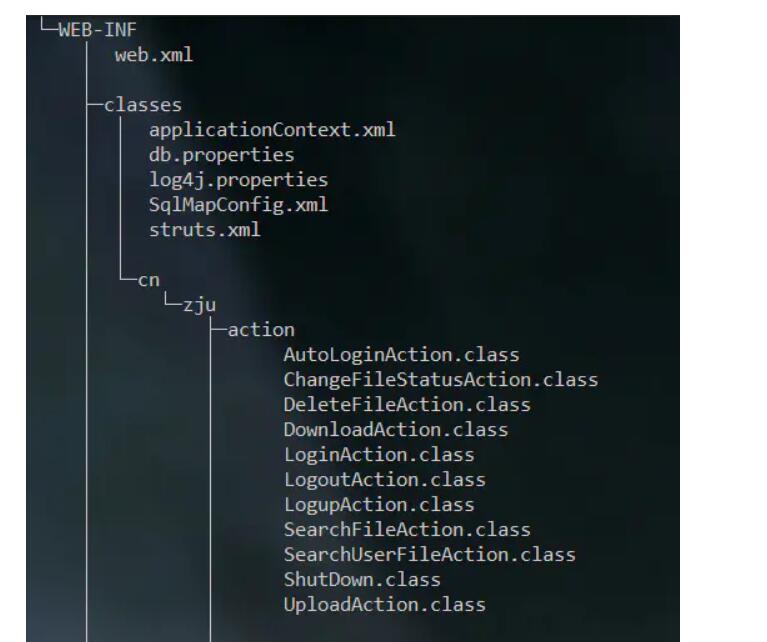 WEB-INF
web.xml
classes
applicationContext.xml
db.properties
log4j.properties
SqlMapConfig.xml
struts.xml
cn
zju
action
AutoLoginAction.class
ChangeFileStatusAction.class
DeleteFileAction.class
DownloadAction.class
LoginAction.class
LogoutAction.class
LogupAction.class
SearchFileAction.class
SearchUserFileAction.class
ShutDown.class
UploadAction.class